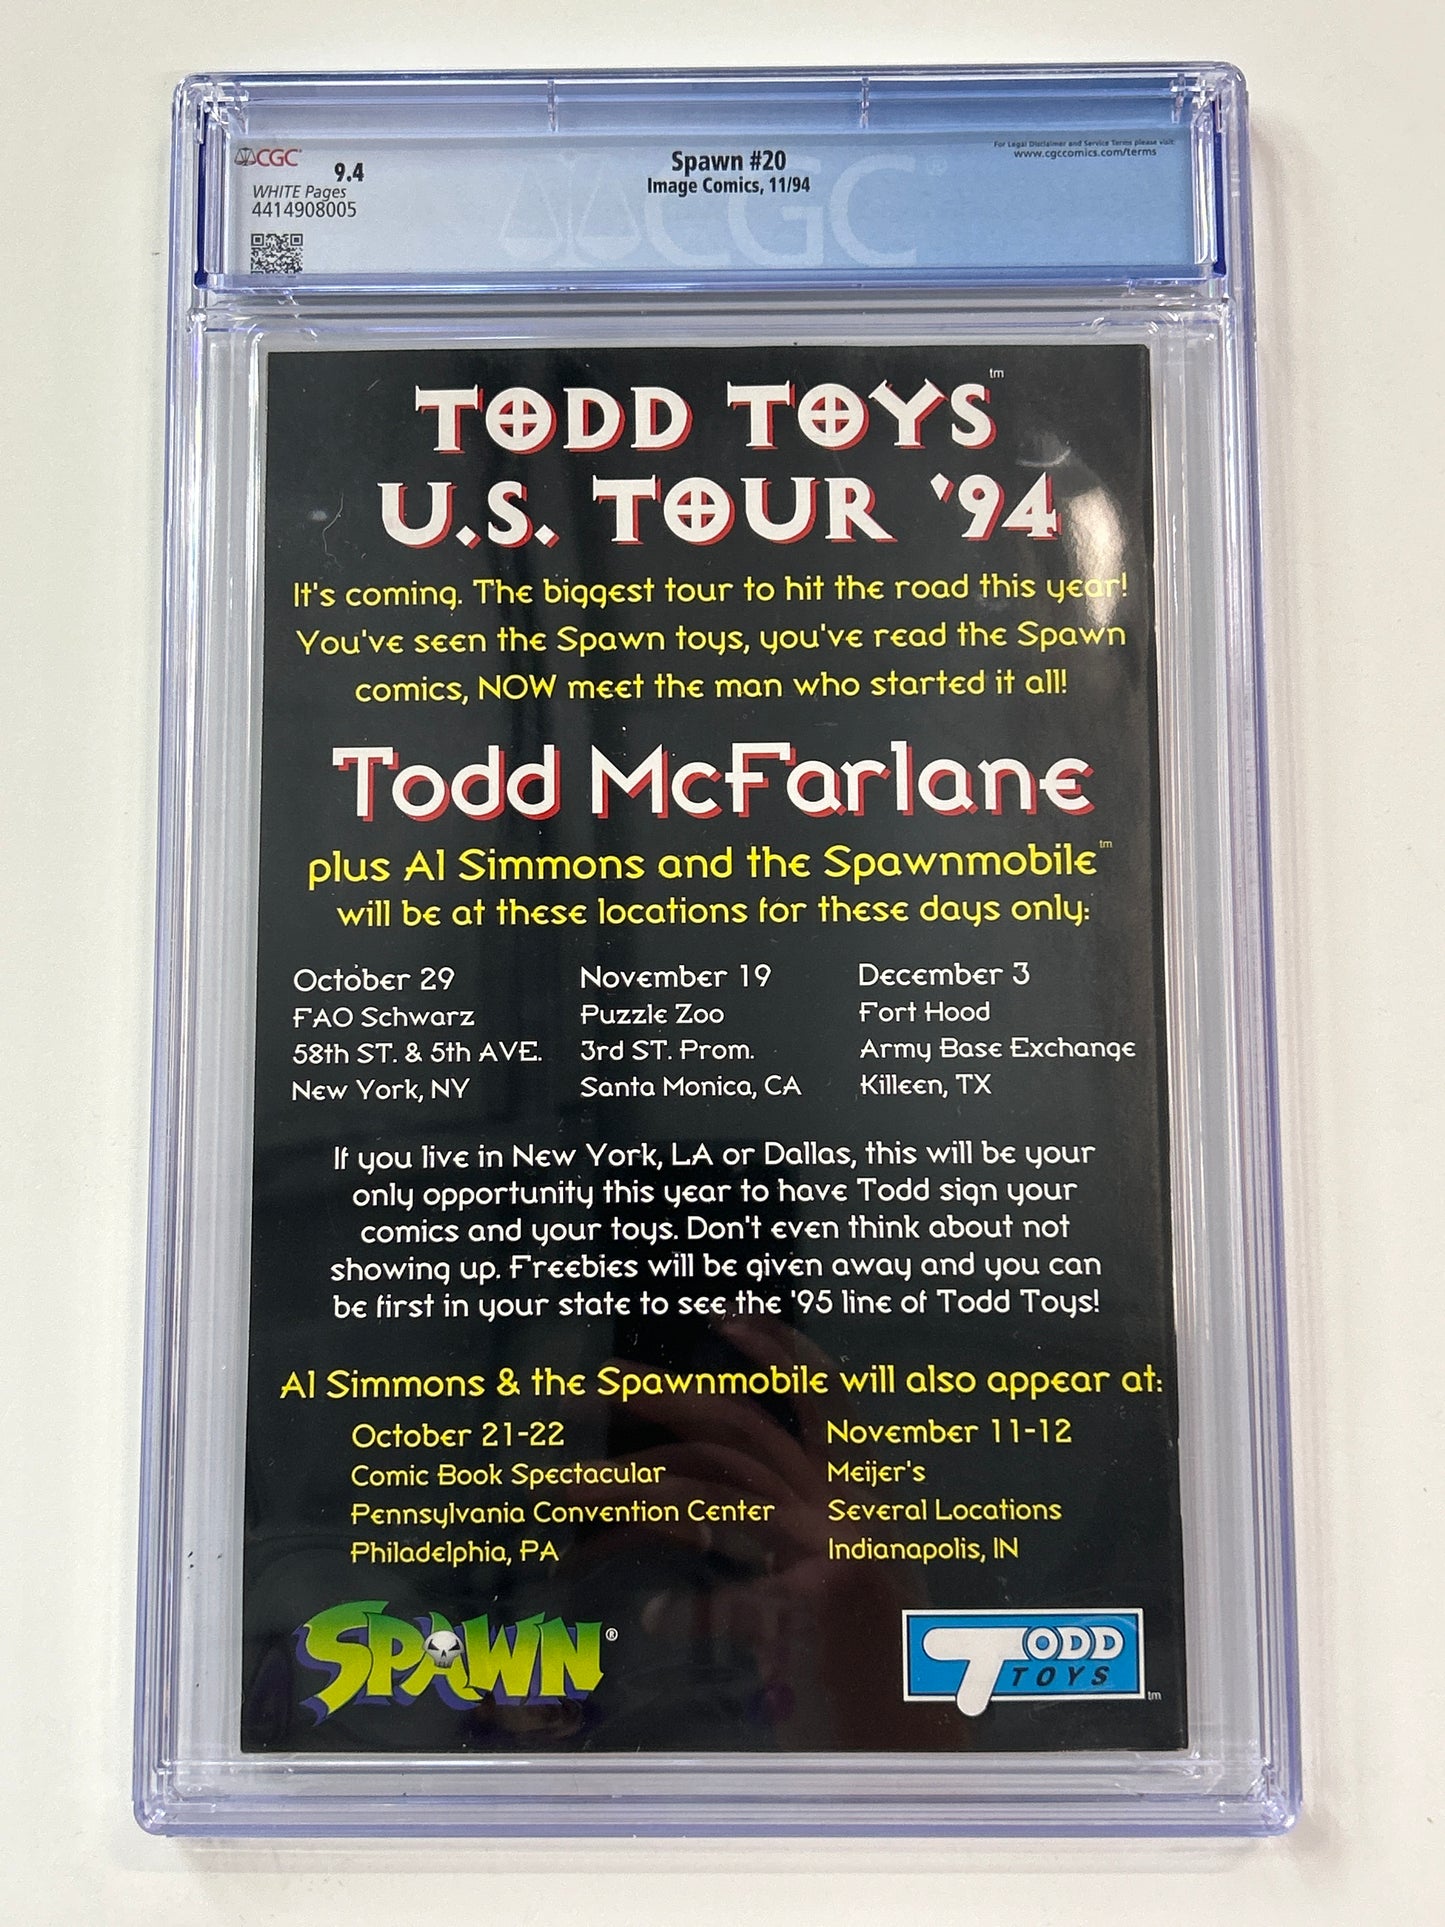 CGC
9.4
WHITE Pages
4414908005
Spawn #20
Image Comics, 11/94
For Legal Disclaimer and Service Terms please visit:
www.cgccomics.com/terms
CGC
TODD TOYS™
U.S. TOUR '94
It's coming. The biggest tour to hit the road this year!
You've seen the Spawn toys, you've read the Spawn
comics, NOW meet the man who started it all!
Todd McFarlane
plus Al Simmons and the Spawnmobile™
will be at these locations for these days only:
October 29
FAO Schwarz
58th ST. & 5th AVE.
New York, NY
November 19
Puzzle Zoo
3rd ST. Prom.
Santa Monica, CA
December 3
Fort Hood
Army Base Exchange
Killeen, TX
If you live in New York, LA or Dallas, this will be your
only opportunity this year to have Todd sign your
comics and your toys. Don't even think about not
showing up. Freebies will be given away and you can
be first in your state to see the '95 line of Todd Toys!
Al Simmons & the Spawnmobile will also appear at:
October 21-22
Comic Book Spectacular
Pennsylvania Convention Center
Philadelphia, PA
November 11-12
Meijer's
Several Locations
Indianapolis, IN
SPAWN®
TODD
TOYS
™